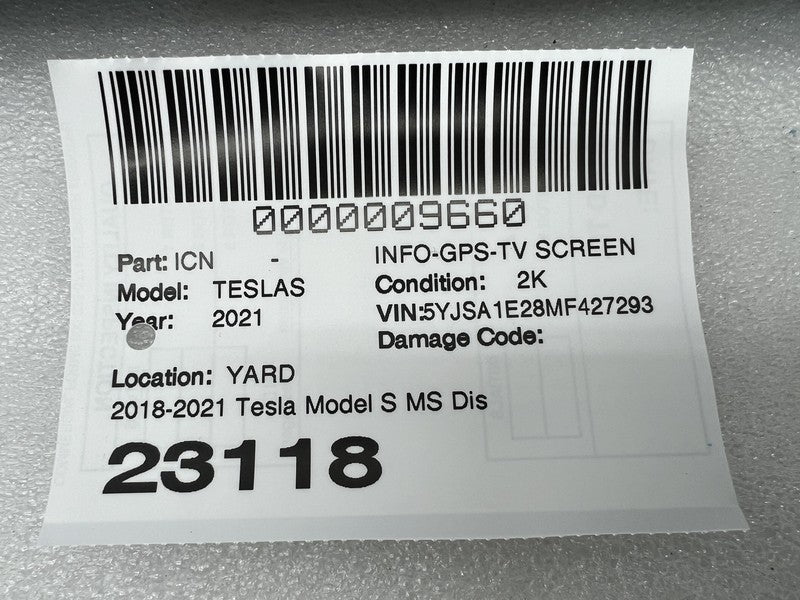 0000009660
Part: ICN - INFO-GPS-TV SCREEN
Model: TESLAS Condition: 2K
Year: 2021 VIN:5YJSA1E28MF427293
Damage Code:
Location: YARD
2018-2021 Tesla Model S MS Dis
23118